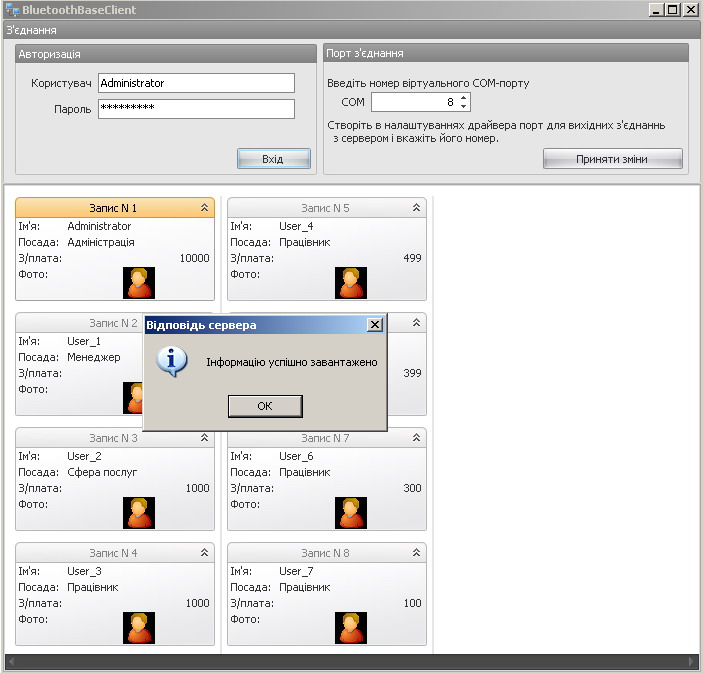 BluetoothBaseClient
З'єднання
Авторизація
Користувач Administrator
Пароль *********
Вхід
Порт з'єднання
Введіть номер віртуального COM-порту
COM 8
Створіть в налаштуваннях драйвера порт для вихідних з'єднаннь
з сервером і вкажіть його номер.
Приняти зміни
Запис N 1
Ім'я: Administrator
Посада: Адміністрація
З/плата: 10000
Фото:
Запис N 5
Ім'я: User_4
Посада: Працівник
З/плата: 499
Фото:
Запис N 2
Ім'я: User_1
Посада: Менеджер
З/плата:
Фото:
399
Відповідь сервера
Інформацію успішно завантажено
OK
Запис N 3
Ім'я: User_2
Посада: Сфера послуг
З/плата: 1000
Фото:
Запис N 7
Ім'я: User_6
Посада: Працівник
З/плата: 300
Фото:
Запис N 4
Ім'я: User_3
Посада: Працівник
З/плата: 1000
Фото:
Запис N 8
Ім'я: User_7
Посада: Працівник
З/плата: 100
Фото: